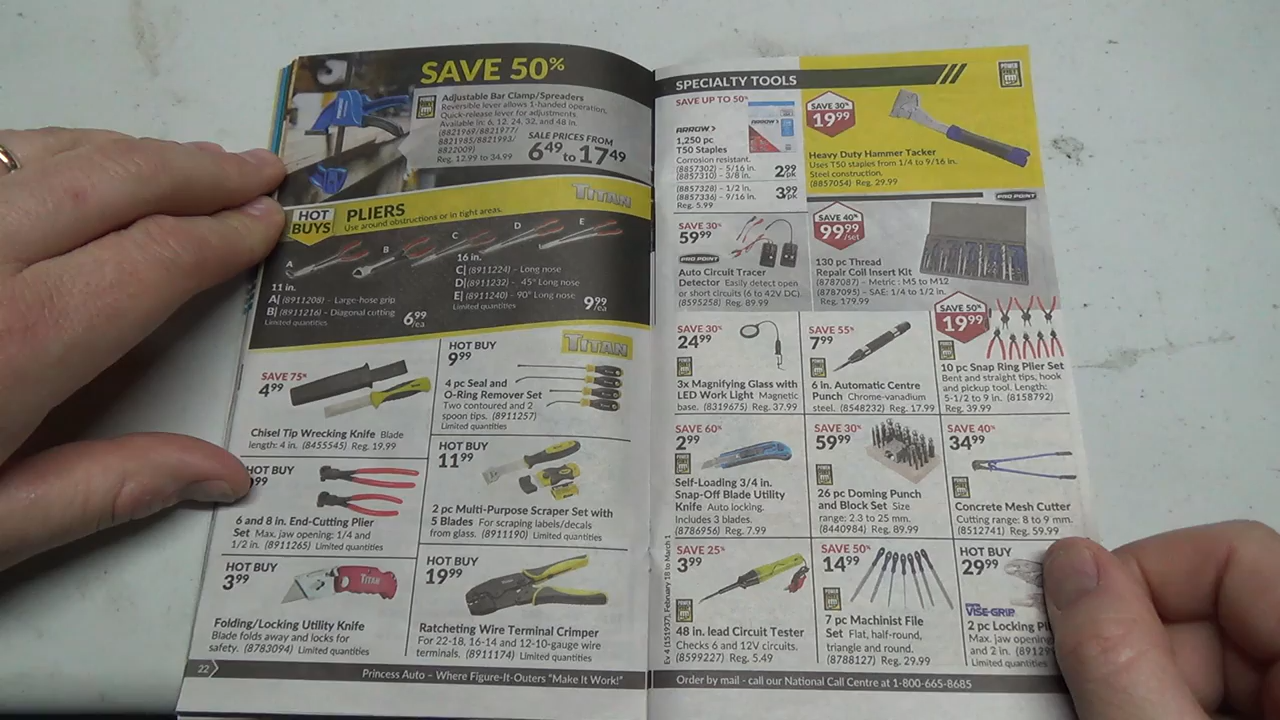 SAVE 50%
Adjustable Bar Clamp/Spreaders
Reversible lever allows 1-handed operation.
Quick-release lever for adjustments.
Available in 6, 12, 24, 32, and 48 in.
(8821969/8821977/
8821985/8821993/
8822009)
Reg. 12.99 to 34.99
SALE PRICES FROM
6 49 to 17 49
TITAN
HOT
BUYS
PLIERS
Use around obstructions or in tight areas.
A
B
C
D
E
11 in.
A| (8911208) – Large-hose grip
B| (8911216) – Diagonal cutting
Limited quantities
6 99 /ea
16 in.
C| (8911224) – Long nose
D| (8911232) – 45° Long nose
E| (8911240) – 90° Long nose
Limited quantities
9 99 /ea
SAVE 75%
4 99
Chisel Tip Wrecking Knife Blade
length: 4 in. (8455545) Reg. 19.99
HOT BUY
9 99
TITAN
4 pc Seal and
O-Ring Remover Set
Two contoured and 2
spoon tips. (8911257)
Limited quantities
HOT BUY
99
6 and 8 in. End-Cutting Plier
Set Max. jaw opening: 1/4 and
1/2 in. (8911265) Limited quantities
HOT BUY
11 99
2 pc Multi-Purpose Scraper Set with
5 Blades For scraping labels/decals
from glass. (8911190) Limited quantities
HOT BUY
3 99
TITAN
Folding/Locking Utility Knife
Blade folds away and locks for
safety. (8783094) Limited quantities
HOT BUY
19 99
Ratcheting Wire Terminal Crimper
For 22-18, 16-14 and 12-10-gauge wire
terminals. (8911174) Limited quantities
22
Princess Auto – Where Figure-It-Outers "Make It Work!"
SPECIALTY TOOLS
SAVE UP TO 50%
ARROW
1,250 pc
T50 Staples
Corrosion resistant.
(8857302) – 5/16 in.
(8857310) – 3/8 in.
2 99 /pk
(8857328) – 1/2 in.
(8857336) – 9/16 in.
Reg. 5.99
3 99 /pk
SAVE 30%
19 99
Heavy Duty Hammer Tacker
Uses T50 staples from 1/4 to 9/16 in.
Steel construction.
(8857054) Reg. 29.99
SAVE 30%
59 99
PRO POINT
Auto Circuit Tracer
Detector Easily detect open
or short circuits (6 to 42V DC)
(8595258) Reg. 89.99
PRO POINT
SAVE 40%
99 99 /set
130 pc Thread
Repair Coil Insert Kit
(8787087) – Metric : M5 to M12
(8787095) – SAE: 1/4 to 1/2 in.
Reg. 179.99
SAVE 30%
24 99
3x Magnifying Glass with
LED Work Light Magnetic
base. (8319675) Reg. 37.99
SAVE 55%
7 99
6 in. Automatic Centre
Punch Chrome-vanadium
steel. (8548232) Reg. 17.99
SAVE 50%
19 99
10 pc Snap Ring Plier Set
Bent and straight tips, hook
and pickup tool. Length:
5-1/2 to 9 in. (8158792)
Reg. 39.99
SAVE 60%
2 99
Self-Loading 3/4 in.
Snap-Off Blade Utility
Knife Auto locking.
Includes 3 blades.
(8786956) Reg. 7.99
SAVE 30%
59 99
26 pc Doming Punch
and Block Set Size
range: 2.3 to 25 mm.
(8440984) Reg. 89.99
SAVE 40%
34 99
Concrete Mesh Cutter
Cutting range: 8 to 9 mm.
(8512741) Reg. 59.99
SAVE 25%
3 99
48 in. lead Circuit Tester
Checks 6 and 12V circuits.
(8599227) Reg. 5.49
SAVE 50%
14 99
7 pc Machinist File
Set Flat, half-round,
triangle and round.
(8788127) Reg. 29.99
HOT BUY
29 99
VISE-GRIP
2 pc Locking Pl
Max. jaw opening
and 2 in. (89129
Limited quantities
Ex 4 (151937), February 18 to March 1
Order by mail - call our National Call Centre at 1-800-665-8685